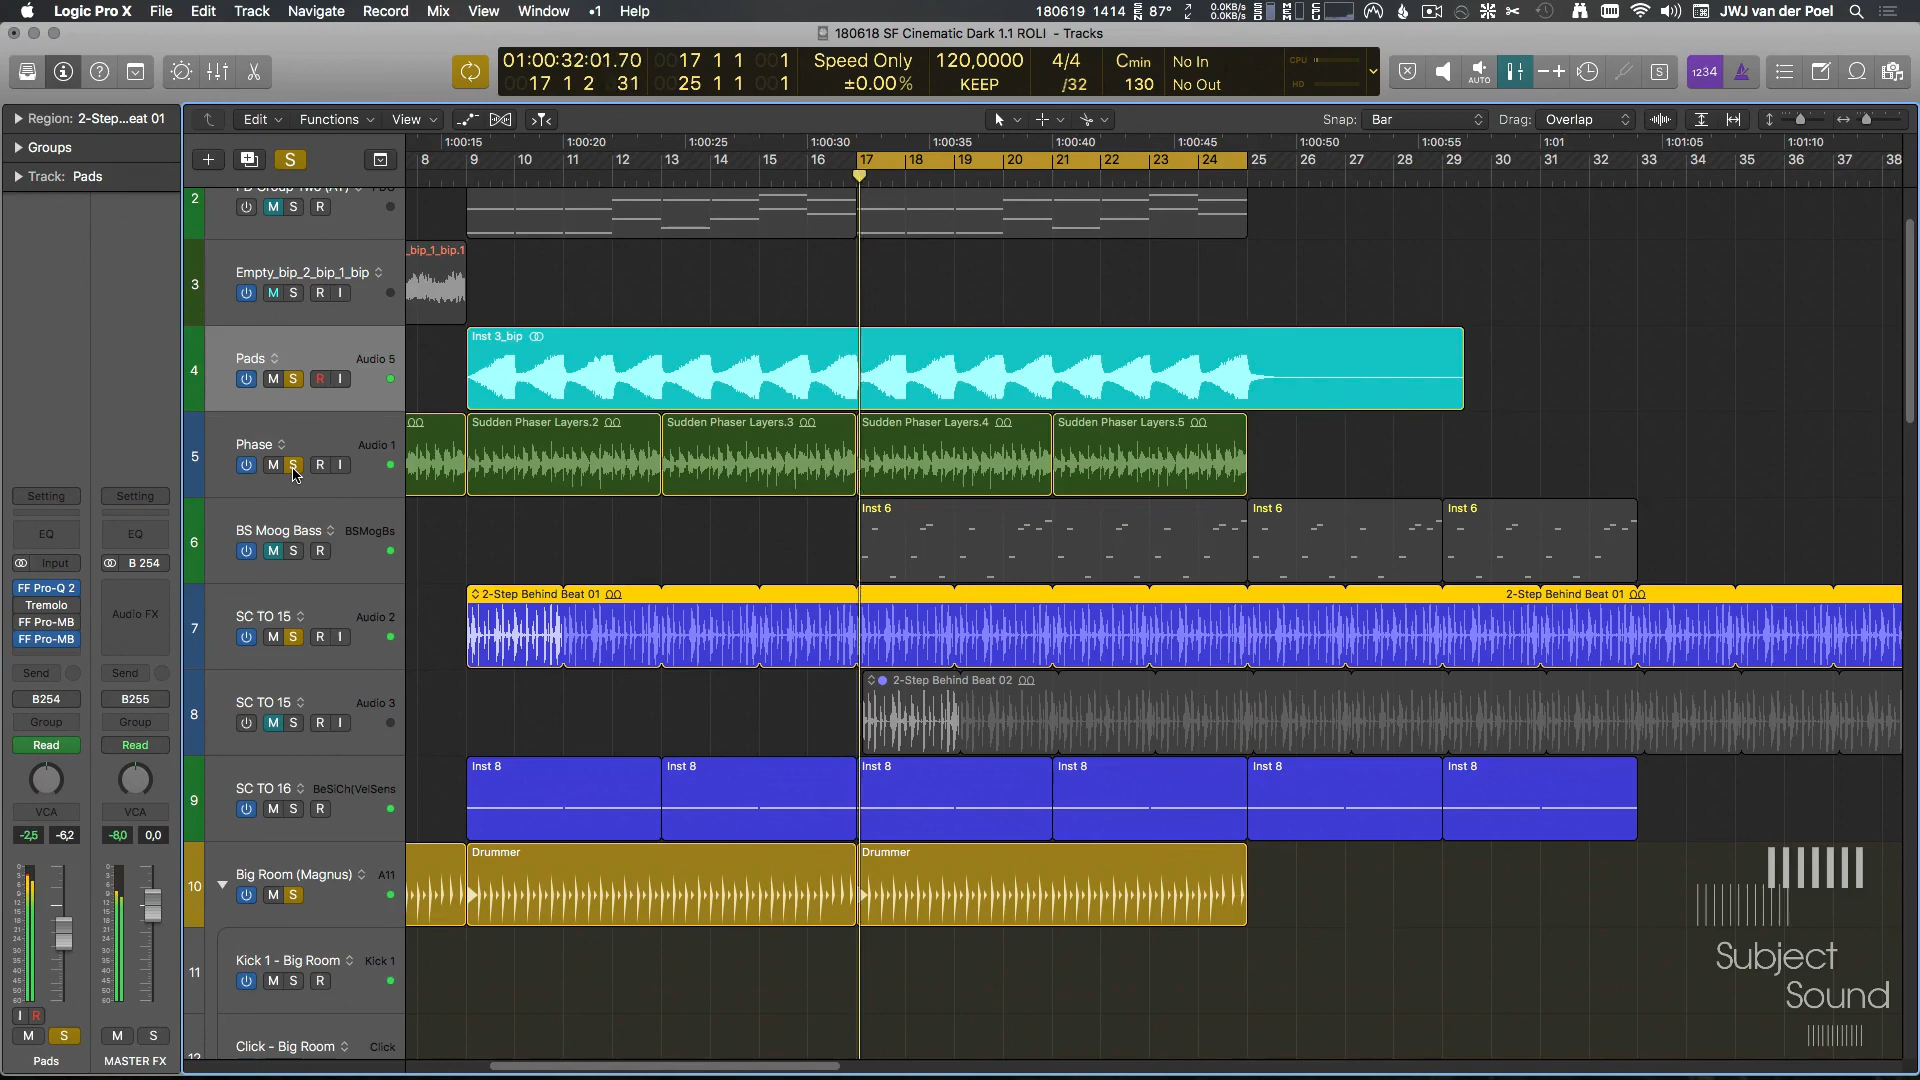 Logic Pro X File Edit Track Navigate Record Mix View Window •1 Help
180619 1414 87° 0.0KB/s 0.0KB/s JWJ van der Poel
180618 SF Cinematic Dark 1.1 ROLI - Tracks
01:00:32:01.70 0017 1 1 001 Speed Only 120,0000 4/4 Cmin No In CPU
17 1 2 31 0025 1 1 001 ±0.00% KEEP /32 130 No Out HD
AUTO
S
1234
Region: 2-Step...eat 01
Edit Functions View Snap: Bar Drag: Overlap
Groups
1:00:15 1:00:20 1:00:25 1:00:30 1:00:35 1:00:40 1:00:45 1:00:50 1:00:55 1:01 1:01:05 1:01:10
S
8 9 10 11 12 13 14 15 16 17 18 19 20 21 22 23 24 25 26 27 28 29 30 31 32 33 34 35 36 37 38
Track: Pads
2
M S R
3
Empty_bip_2_bip_1_bip
M S R I
_bip_1_bip.1
4
Pads Audio 5
M S R I
Inst 3_bip
5
Phase Audio 1
M S R I
Sudden Phaser Layers.2 Sudden Phaser Layers.3 Sudden Phaser Layers.4 Sudden Phaser Layers.5
6
BS Moog Bass BSMogBs
M S R
Inst 6 Inst 6 Inst 6
7
SC TO 15 Audio 2
M S R I
2-Step Behind Beat 01 2-Step Behind Beat 01
8
SC TO 15 Audio 3
M S R I
2-Step Behind Beat 02
9
SC TO 16 BeSlCh(VelSens
M S R
Inst 8 Inst 8 Inst 8 Inst 8 Inst 8 Inst 8
10
Big Room (Magnus) A11
M S
Drummer Drummer
11
Kick 1 - Big Room Kick 1
M S R
12
Click - Big Room Click
Setting Setting
EQ EQ
Input B 254
FF Pro-Q 2
Tremolo
FF Pro-MB
FF Pro-MB
Audio FX
Send Send
B254 B255
Group Group
Read Read
VCA VCA
-2,5 -6,2 -8,0 0,0
I R
M S M S
Pads MASTER FX
Subject
Sound